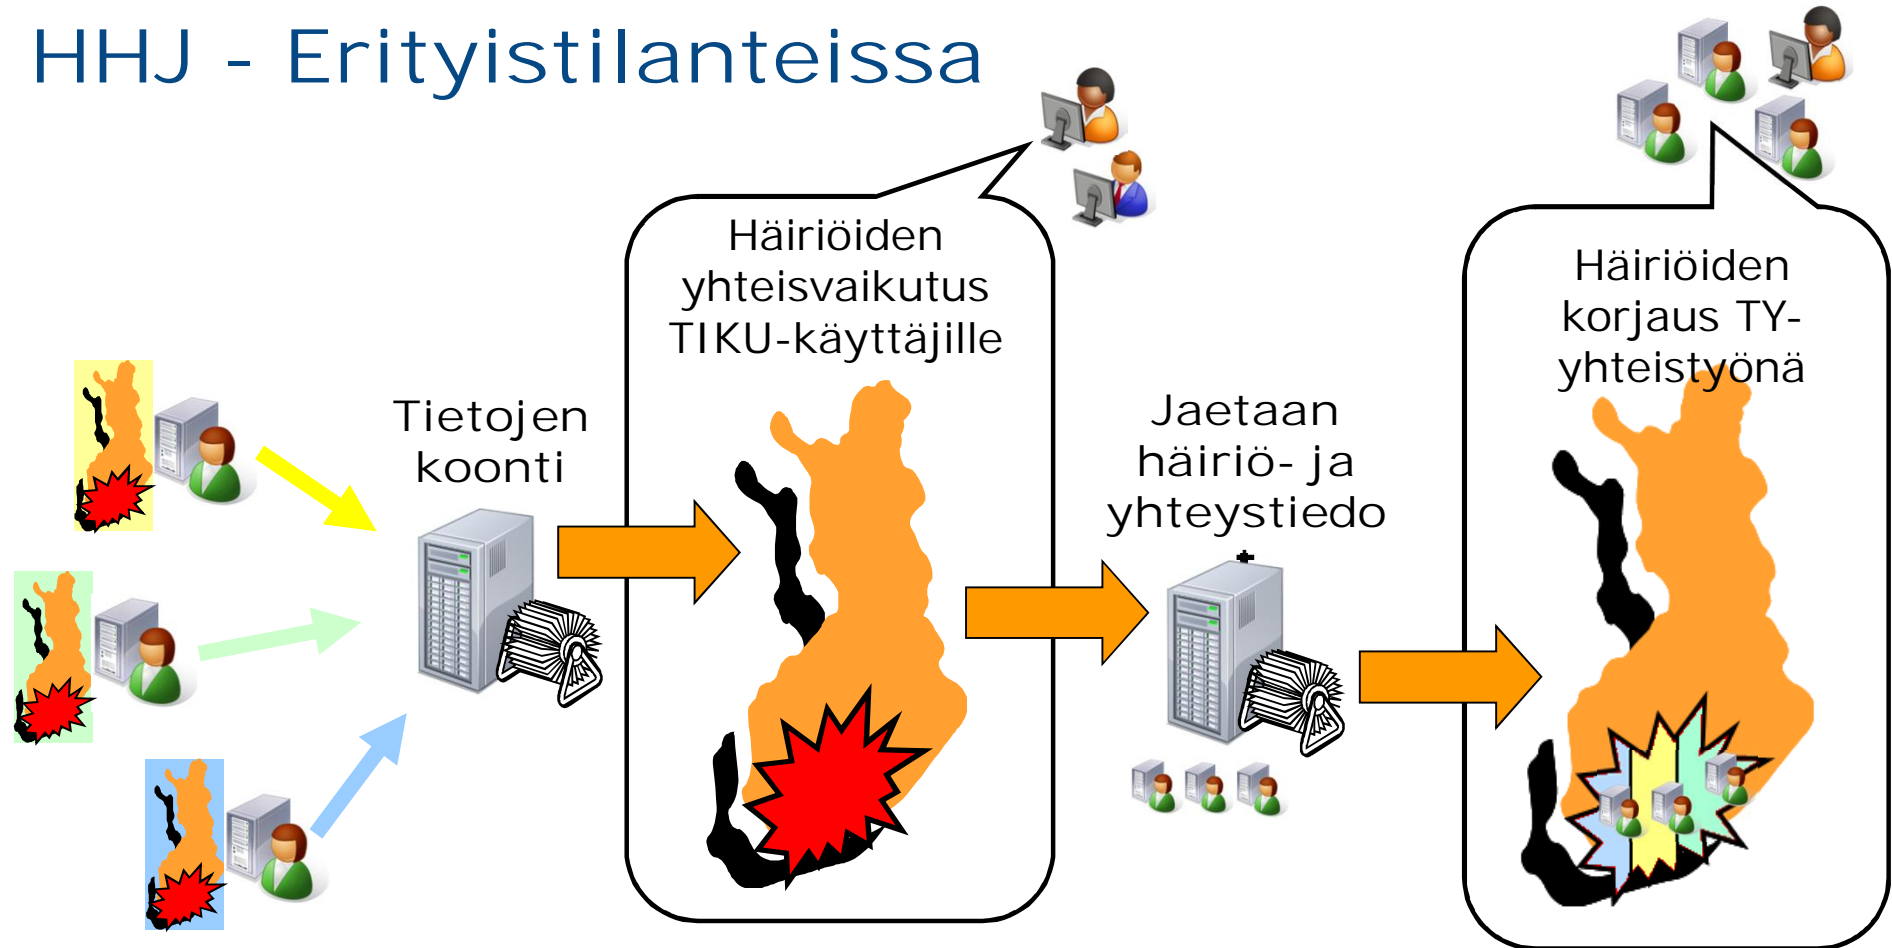 HHJ - Erityistilanteissa
Häiriöiden
yhteisvaikutus
TIKU-käyttäjille
Häiriöiden
korjaus TY-
yhteistyönä
Tietojen
koonti
Jaetaan
häiriö- ja
yhteystiedo